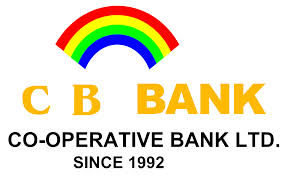 C B BANK
CO-OPERATIVE BANK LTD.
SINCE 1992